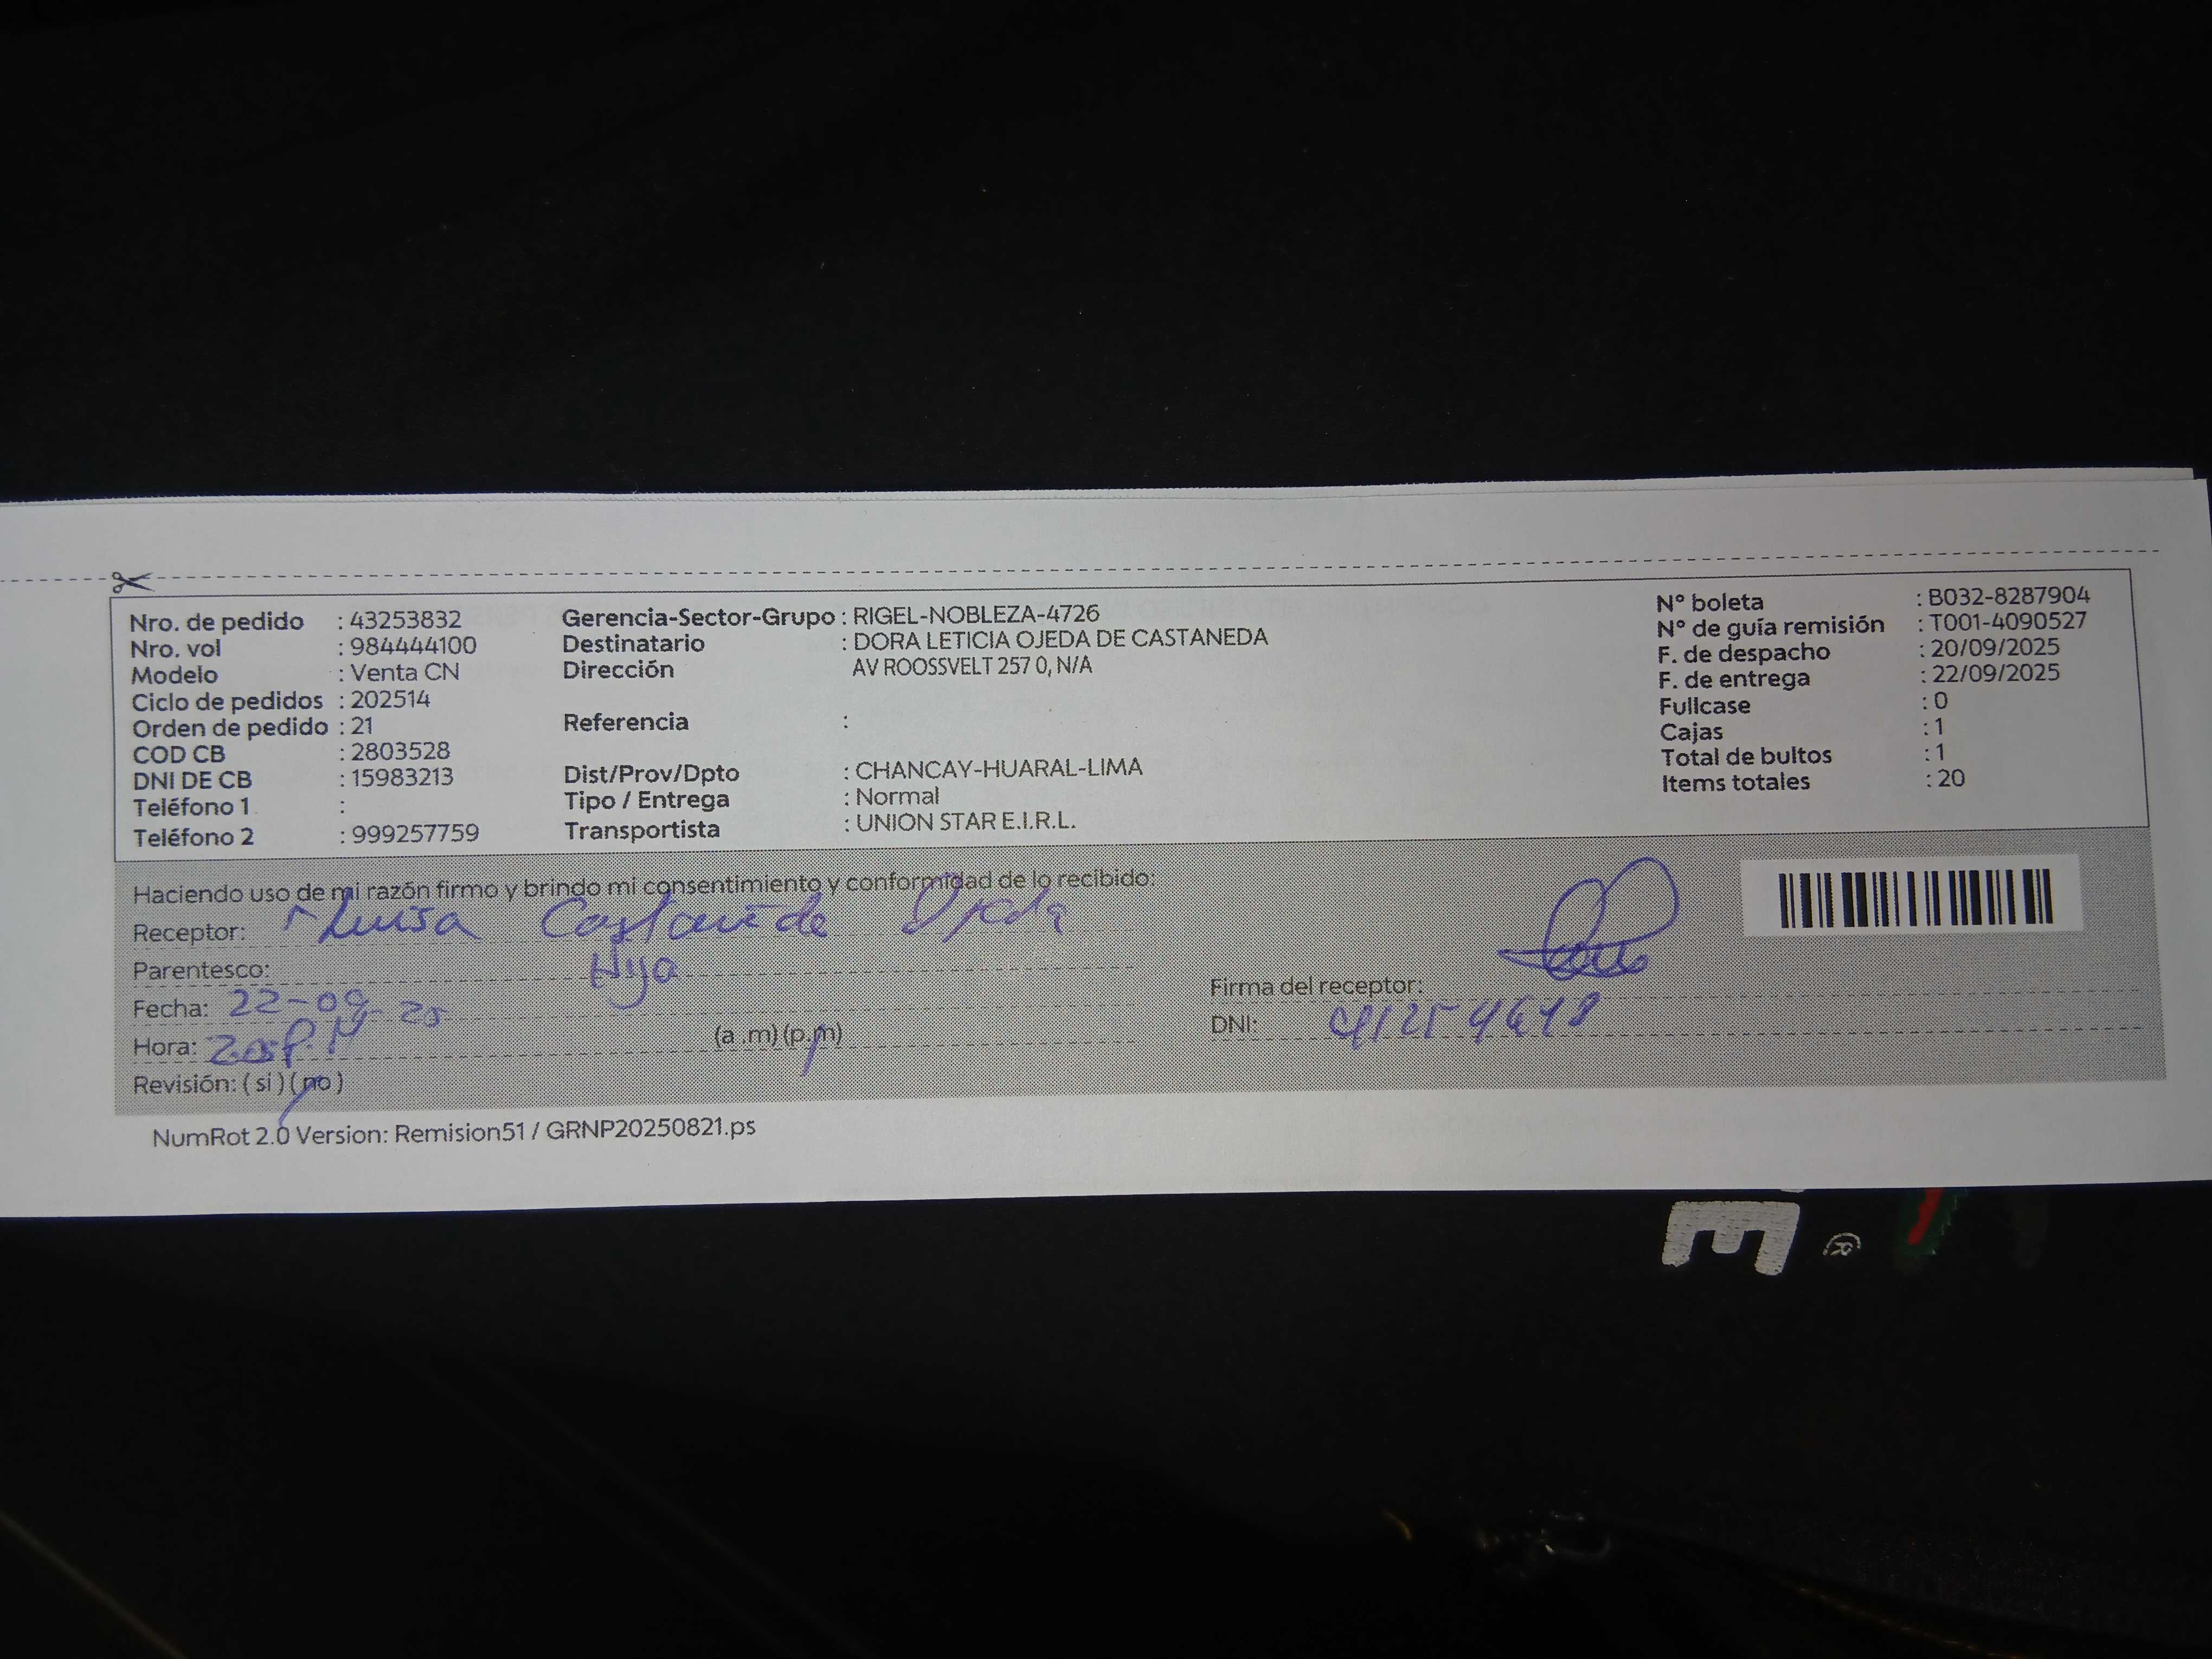 Nro. de pedido : 43253832 Gerencia-Sector-Grupo : RIGEL-NOBLEZA-4726 N° boleta : B032-8287904
Nro. vol : 984444100 Destinatario : DORA LETICIA OJEDA DE CASTANEDA N° de guía remisión : T001-4090527
Modelo : Venta CN Dirección AV ROOSSVELT 257 0, N/A F. de despacho : 20/09/2025
Ciclo de pedidos : 202514 F. de entrega : 22/09/2025
Orden de pedido : 21 Referencia : Fullcase : 0
COD CB : 2803528 Cajas : 1
DNI DE CB : 15983213 Dist/Prov/Dpto : CHANCAY-HUARAL-LIMA Total de bultos : 1
Teléfono 1 : Tipo / Entrega : Normal Items totales : 20
Teléfono 2 : 999257759 Transportista : UNION STAR E.I.R.L.
Haciendo uso de mi razón firmo y brindo mi consentimiento y conformidad de lo recibido:
Receptor: Luisa
Parentesco: Hija
Firma del receptor:
Fecha: 22-09-25
DNI:
Hora: (a .m) (p.m)
Revisión: ( si ) ( no )
NumRot 2.0 Version: Remision51 / GRNP20250821.ps
E ®